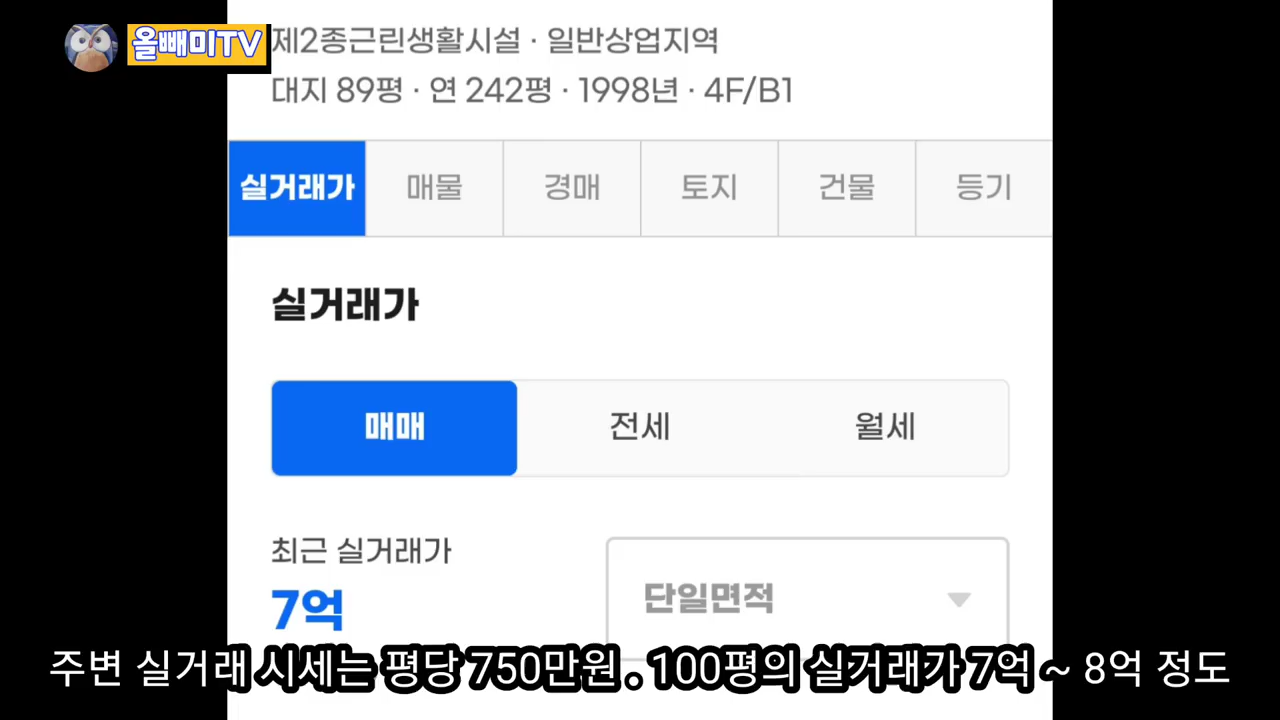 올빼미TV
제2종근린생활시설 · 일반상업지역
대지 89평 · 연 242평 · 1998년 · 4F/B1
실거래가 매물 경매 토지 건물 등기
실거래가
매매 전세 월세
최근 실거래가
7억
단일면적
주변 실거래 시세는 평당 750만원 . 100평의 실거래가 7억 ~ 8억 정도